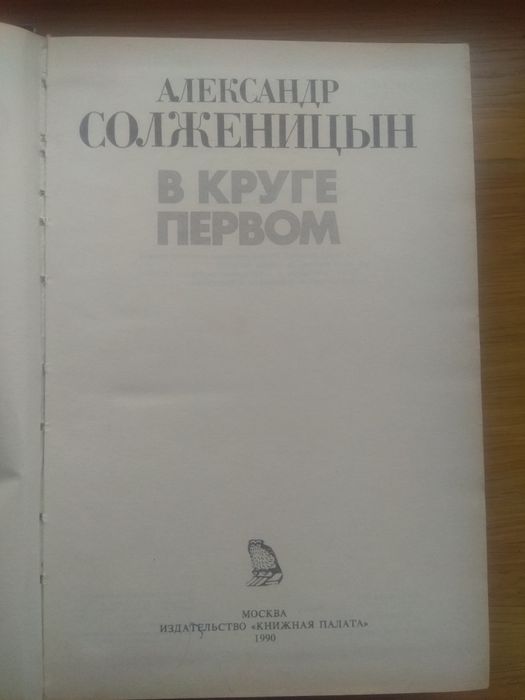 АЛЕКСАНДР
СОЛЖЕНИЦЫН
В КРУГЕ
ПЕРВОМ
МОСКВА
ИЗДАТЕЛЬСТВО «КНИЖНАЯ ПАЛАТА»
1990